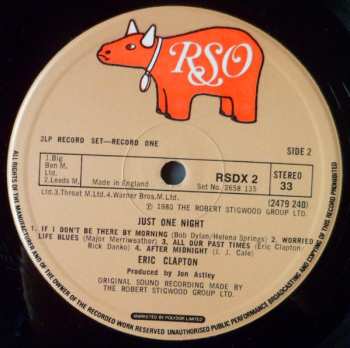 RSO
2LP RECORD SET—RECORD ONE
SIDE 2
1.Big
Ben M.
Ltd.
2.Leeds M.
Made in England
RSDX 2
Set No. 2658 135
STEREO
33
Ltd.3.Throat M.Ltd.4.Warner Bros.M.Ltd.
(2479 240)
℗ 1980 THE ROBERT STIGWOOD GROUP LTD.
JUST ONE NIGHT
1. IF I DON'T BE THERE BY MORNING (Bob Dylan/Helena Springs) 2. WORRIED
LIFE BLUES (Major Merriweather) 3. ALL OUR PAST TIMES (Eric Clapton/
Rick Danko) 4. AFTER MIDNIGHT (J. J. Cale)
ERIC CLAPTON
Produced by Jon Astley
ORIGINAL SOUND RECORDING MADE BY
THE ROBERT STIGWOOD GROUP LTD.
MARKETED BY POLYDOR LIMITED
ALL RIGHTS OF THE MANUFACTURER AND OF THE OWNER OF THE RECORDED WORK RESERVED UNAUTHORISED PUBLIC PERFORMANCE BROADCASTING AND COPYING OF THIS RECORD PROHIBITED